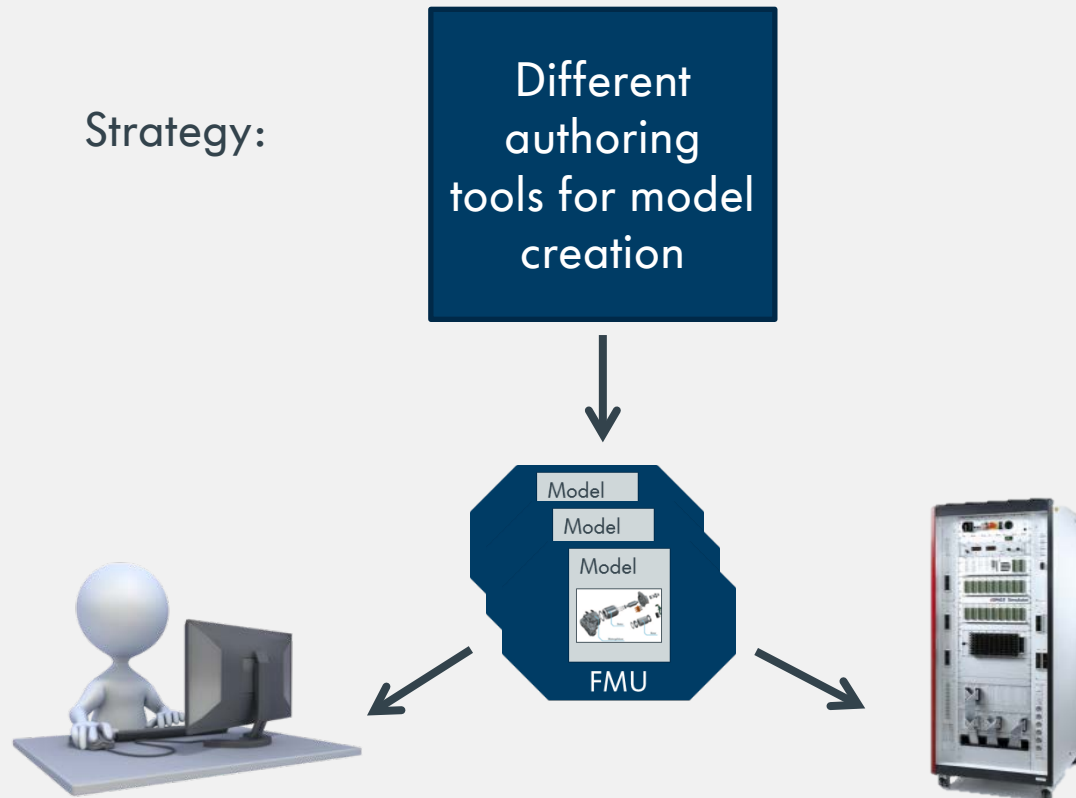 Strategy:
Different
authoring
tools for model
creation
Model
Model
Model
FMU